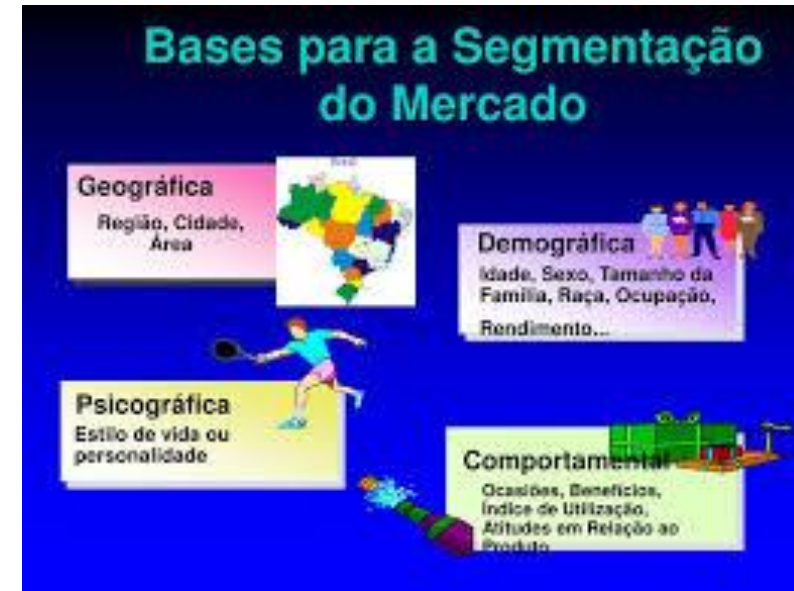 Bases para a Segmentação
do Mercado
Geográfica
Região, Cidade,
Área
Demográfica
Idade, Sexo, Tamanho da
Família, Raça, Ocupação,
Rendimento...
Psicográfica
Estilo de vida ou
personalidade
Comportamental
Ocasiões, Benefícios,
Índice de Utilização,
Atitudes em Relação ao
Produto